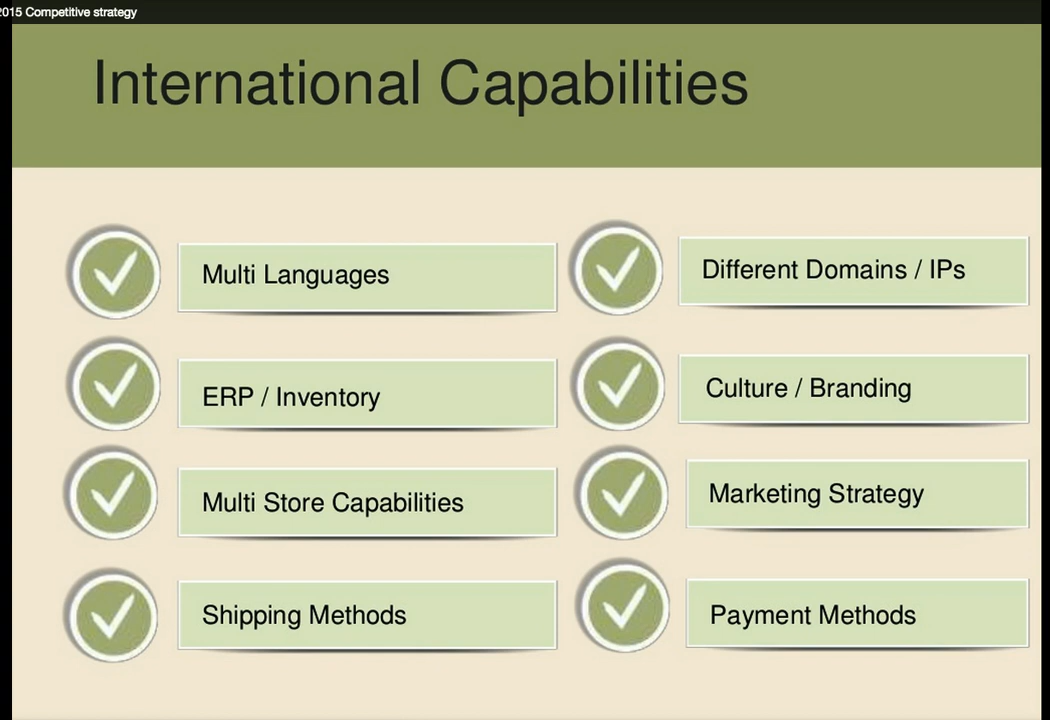 2015 Competitive strategy
International Capabilities
Multi Languages
Different Domains / IPs
ERP / Inventory
Culture / Branding
Multi Store Capabilities
Marketing Strategy
Shipping Methods
Payment Methods